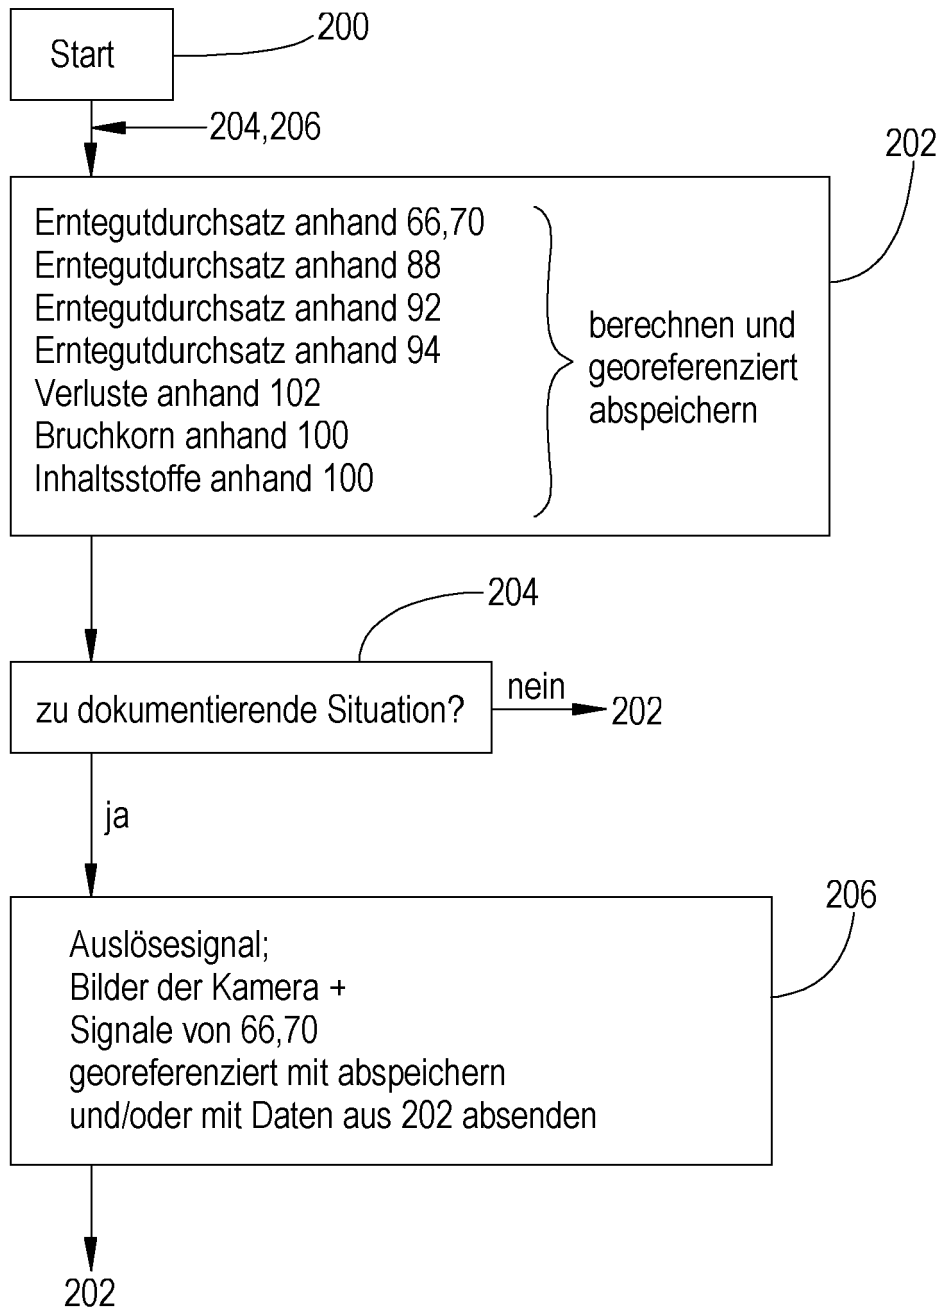 Start
200
204,206
202
Erntegutdurchsatz anhand 66,70
Erntegutdurchsatz anhand 88
Erntegutdurchsatz anhand 92
Erntegutdurchsatz anhand 94
Verluste anhand 102
Bruchkorn anhand 100
Inhaltsstoffe anhand 100
berechnen und
georeferenziert
abspeichern
204
zu dokumentierende Situation?
nein
202
ja
206
Auslösesignal;
Bilder der Kamera +
Signale von 66,70
georeferenziert mit abspeichern
und/oder mit Daten aus 202 absenden
202